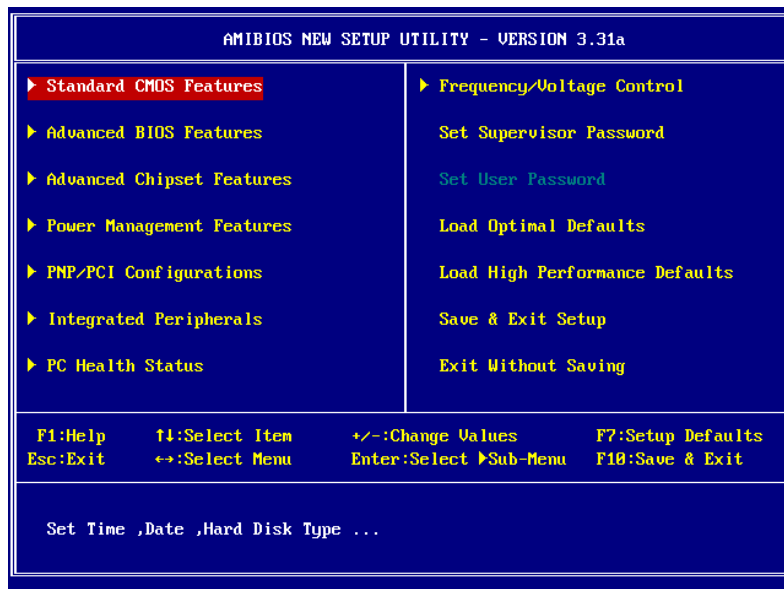 AMIBIOS NEW SETUP UTILITY - VERSION 3.31a
▶ Standard CMOS Features
▶ Advanced BIOS Features
▶ Advanced Chipset Features
▶ Power Management Features
▶ PNP/PCI Configurations
▶ Integrated Peripherals
▶ PC Health Status
▶ Frequency/Voltage Control
Set Supervisor Password
Set User Password
Load Optimal Defaults
Load High Performance Defaults
Save & Exit Setup
Exit Without Saving
F1:Help ↑↓:Select Item +/-:Change Values F7:Setup Defaults
Esc:Exit ↔:Select Menu Enter:Select ▶Sub-Menu F10:Save & Exit
Set Time ,Date ,Hard Disk Type ...